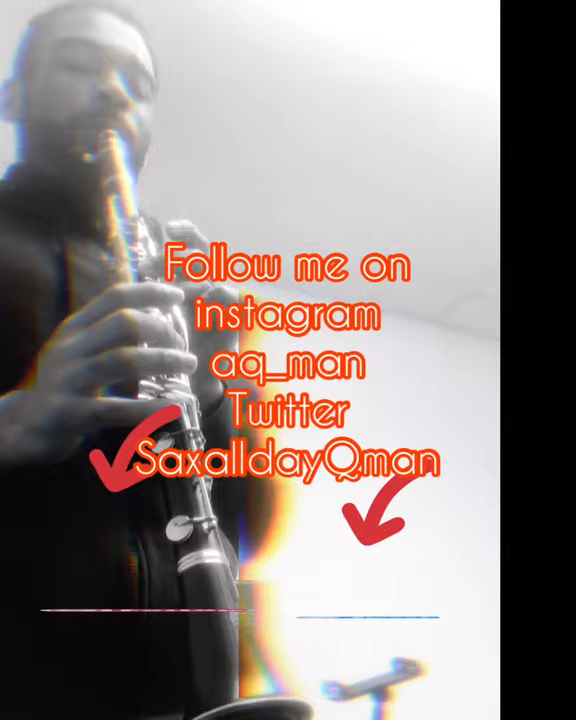 Follow me on
instagram
aq_man
Twitter
SaxalldayQman